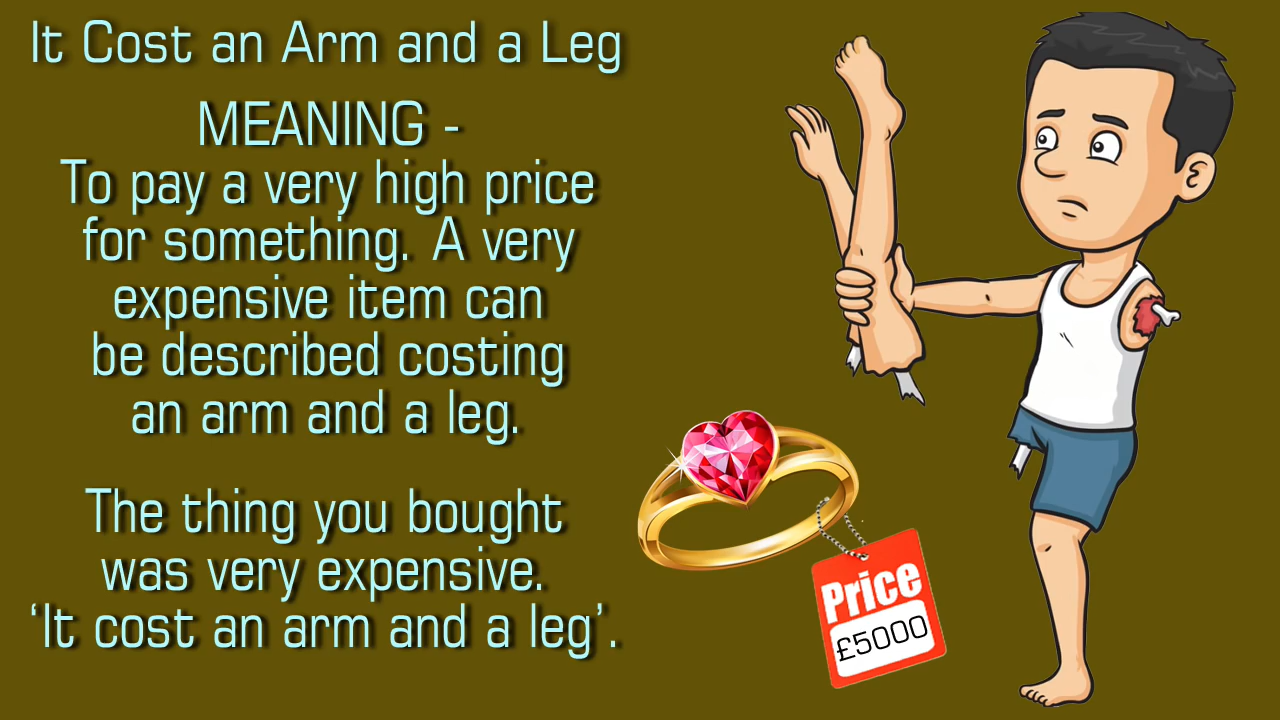 It Cost an Arm and a Leg
MEANING -
To pay a very high price
for something. A very
expensive item can
be described costing
an arm and a leg.
The thing you bought
was very expensive.
‘It cost an arm and a leg’.
Price
£5000